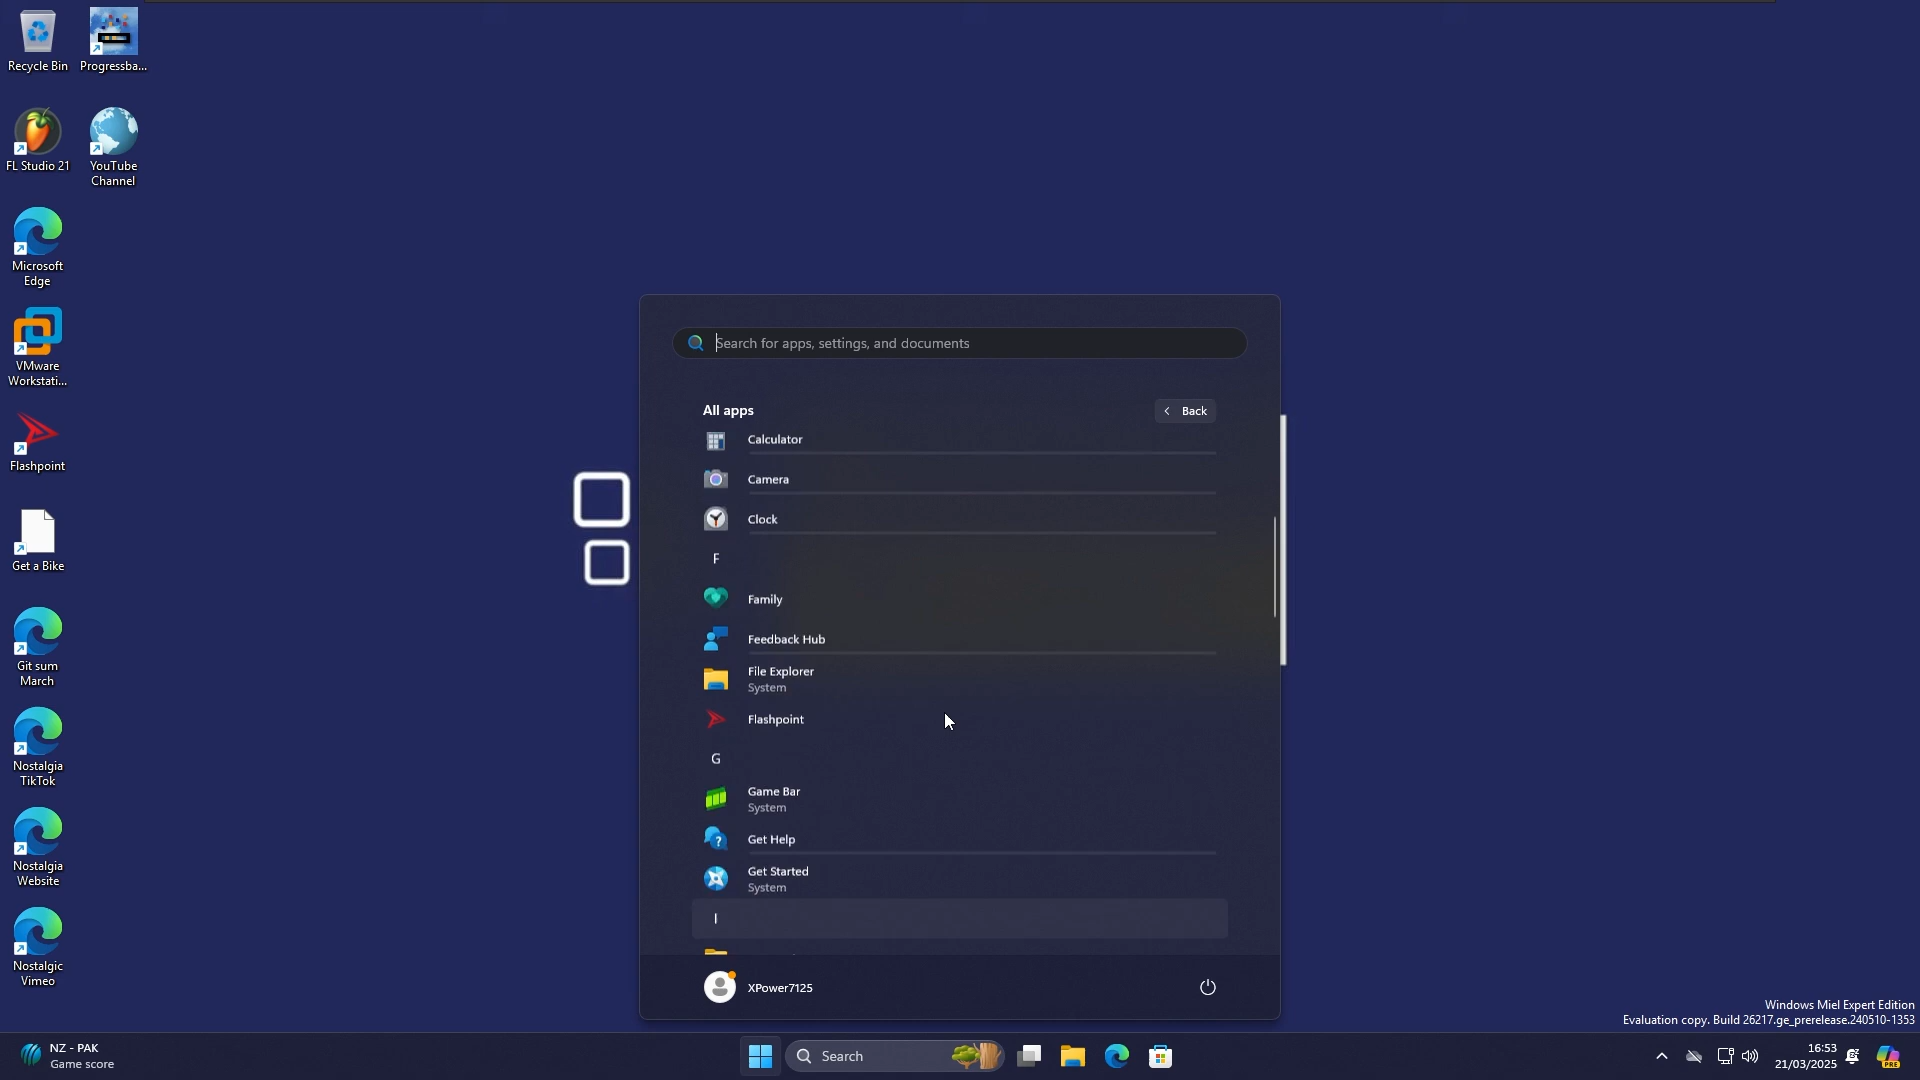 Recycle Bin
Progressba...
FL Studio 21
YouTube
Channel
Microsoft
Edge
VMware
Workstati...
Flashpoint
Get a Bike
Git sum
March
Nostalgia
TikTok
Nostalgia
Website
Nostalgic
Vimeo
Search for apps, settings, and documents
All apps
Back
Calculator
Camera
Clock
F
Family
Feedback Hub
File Explorer
System
Flashpoint
G
Game Bar
System
Get Help
Get Started
System
I
XPower7125
Windows Miel Expert Edition
Evaluation copy. Build 26217.ge_prerelease.240510-1353
NZ - PAK
Game score
Search
16:53
21/03/2025
PRE